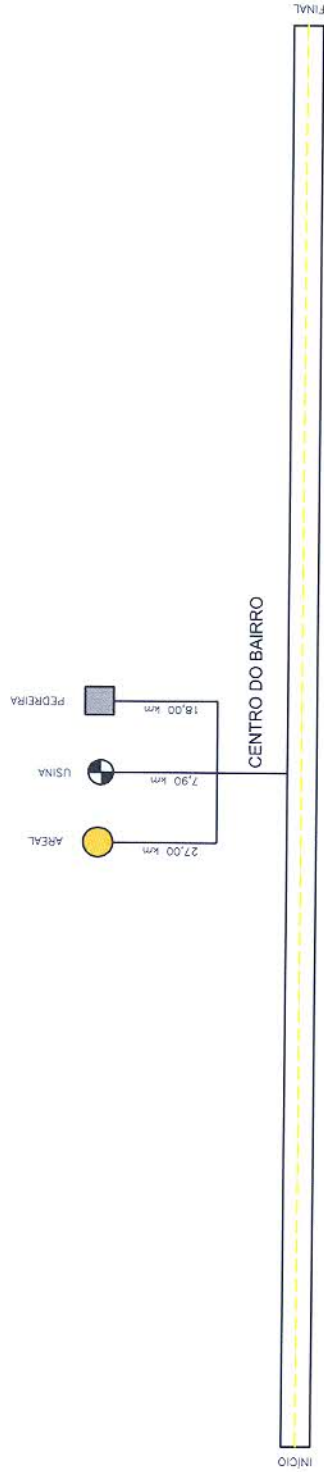 FINAL
PEDREIRA
18,00 km
CENTRO DO BAIRRO
USINA
7,90 km
AREAL
27,00 km
INÍCIO